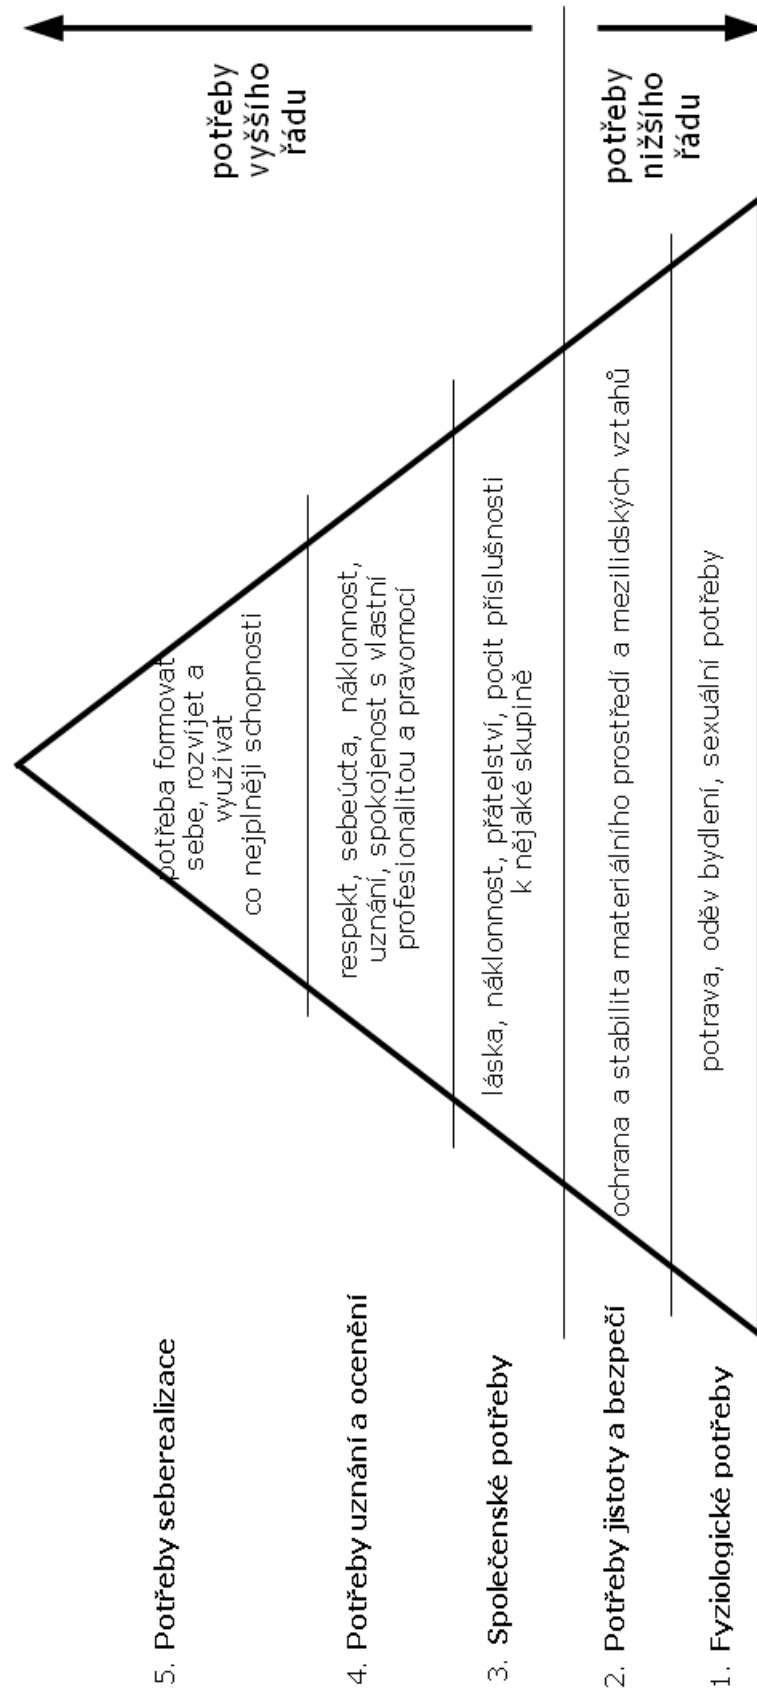 5. Potřeby seberealizace
potřeba formovat
sebe, rozvíjet a
využívat
co nejplněji schopnosti
potřeby
vyššího
řádu
4. Potřeby uznání a ocenění
respekt, sebeúcta, náklonnost,
uznání, spokojenost s vlastní
profesionalitou a pravomocí
3. Společenské potřeby
láska, náklonnost, přátelství, pocit příslušnosti
k nějaké skupině
2. Potřeby jistoty a bezpečí
ochrana a stabilita materiálního prostředí a mezilidských vztahů
potřeby
nižšího
řádu
1. Fyziologické potřeby
potrava, oděv bydlení, sexuální potřeby